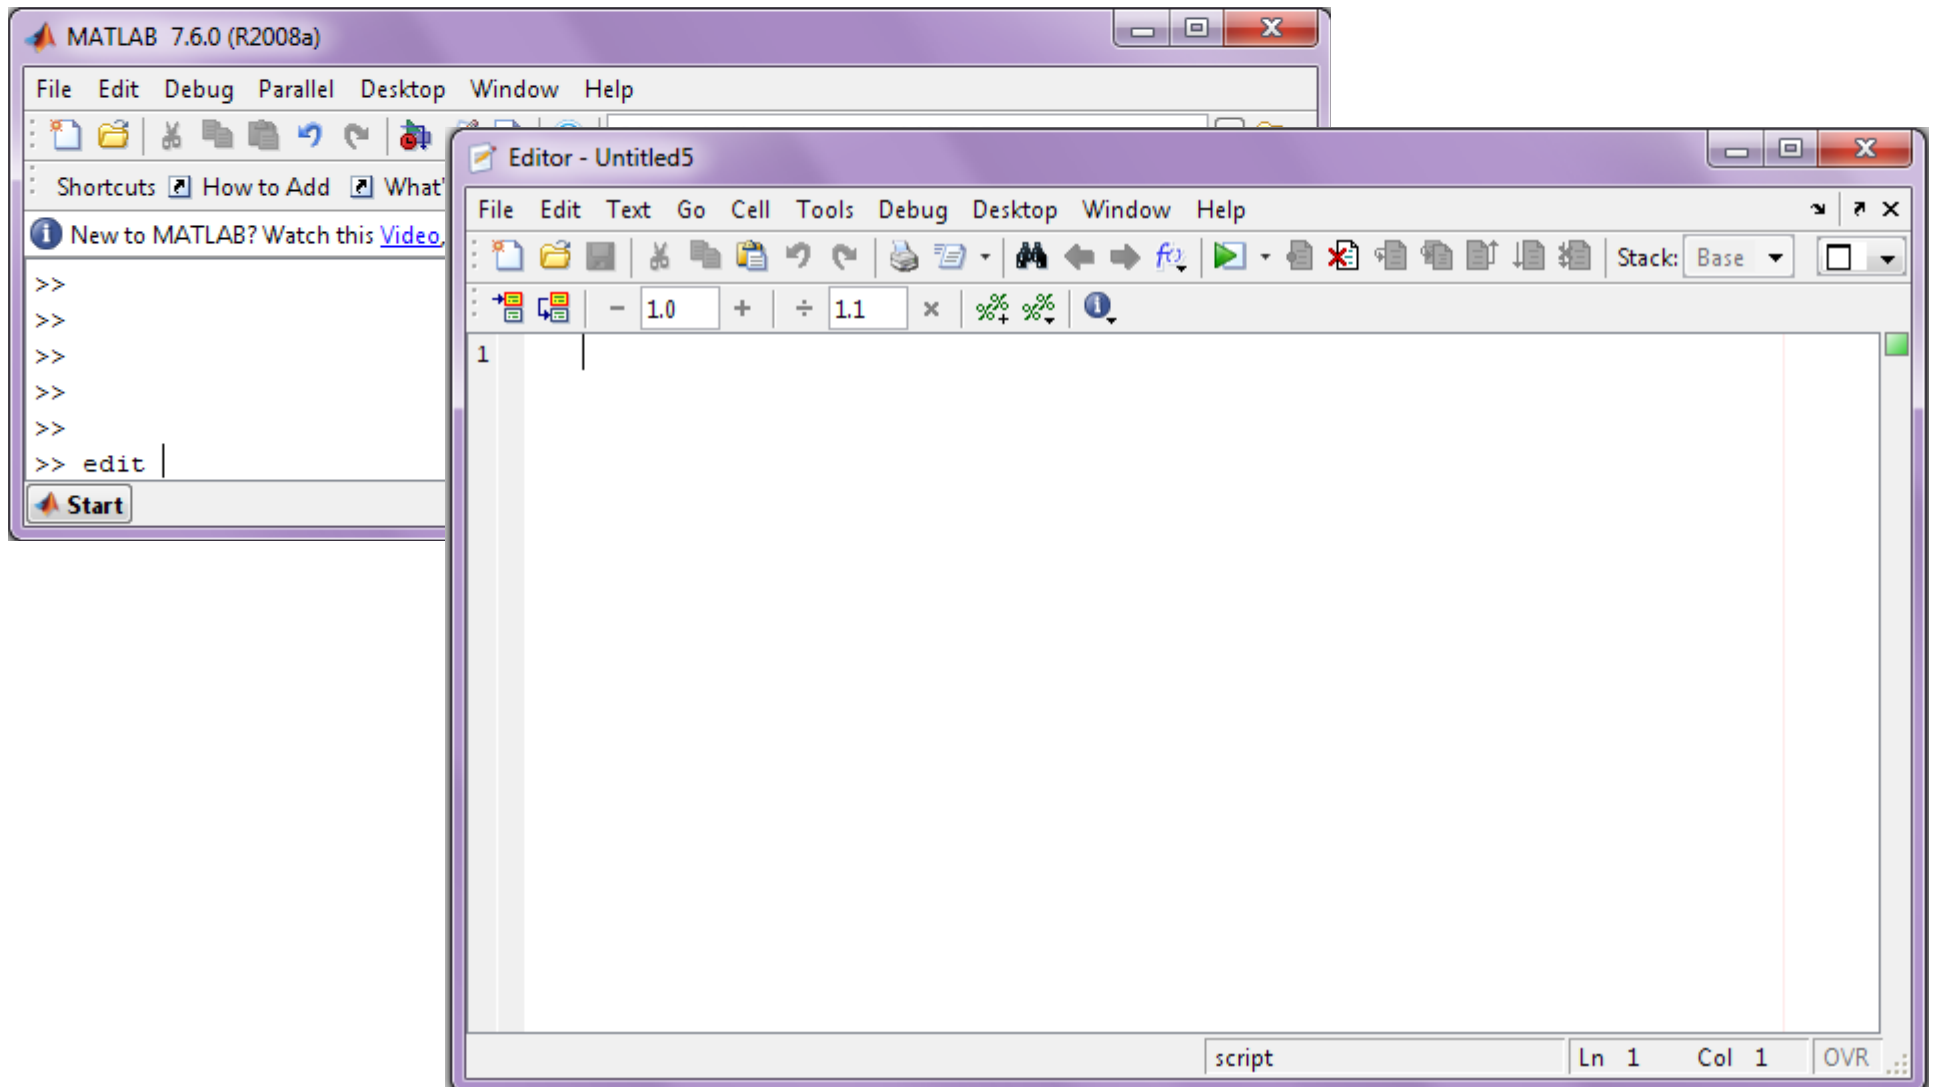 MATLAB 7.6.0 (R2008a)
File Edit Debug Parallel Desktop Window Help
Shortcuts How to Add What'
New to MATLAB? Watch this Video,
>>
>>
>>
>>
>>
>> edit
Start
Editor - Untitled5
File Edit Text Go Cell Tools Debug Desktop Window Help
Stack: Base
− 1.0 + ÷ 1.1 ×
1
script Ln 1 Col 1 OVR